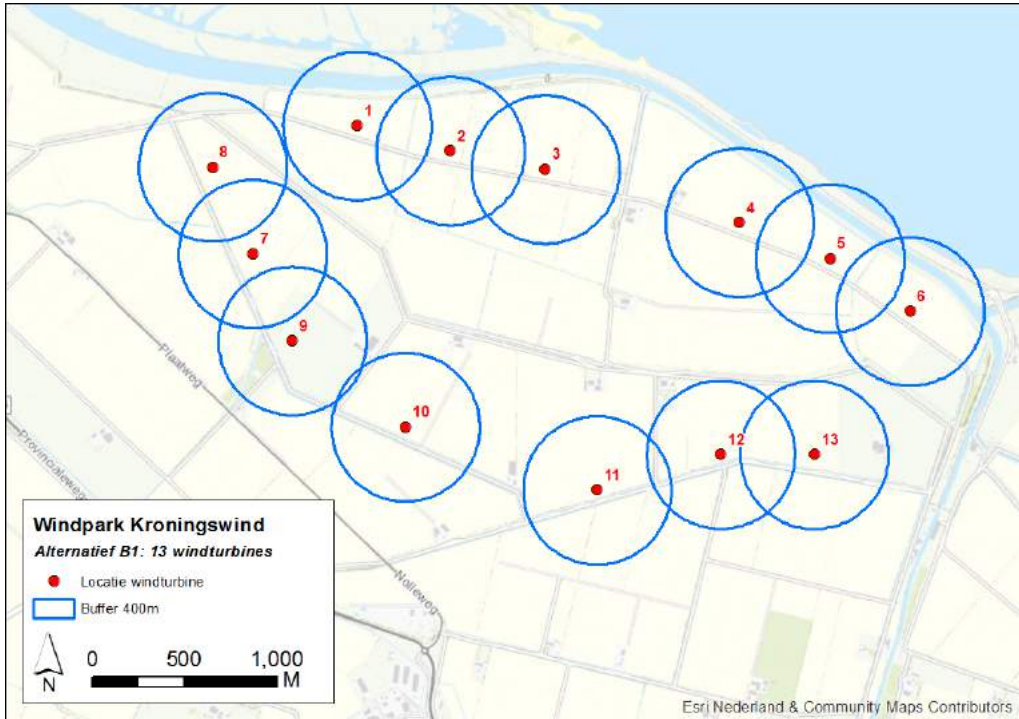 1
2
3
8
4
7
5
6
9
10
11
12
13
Plaatweg
Provincialeweg
Nolleweg
Windpark Kroningswind
Alternatief B1: 13 windturbines
Locatie windturbine
Buffer 400m
N
0 500 1,000
M
Esri Nederland & Community Maps Contributors